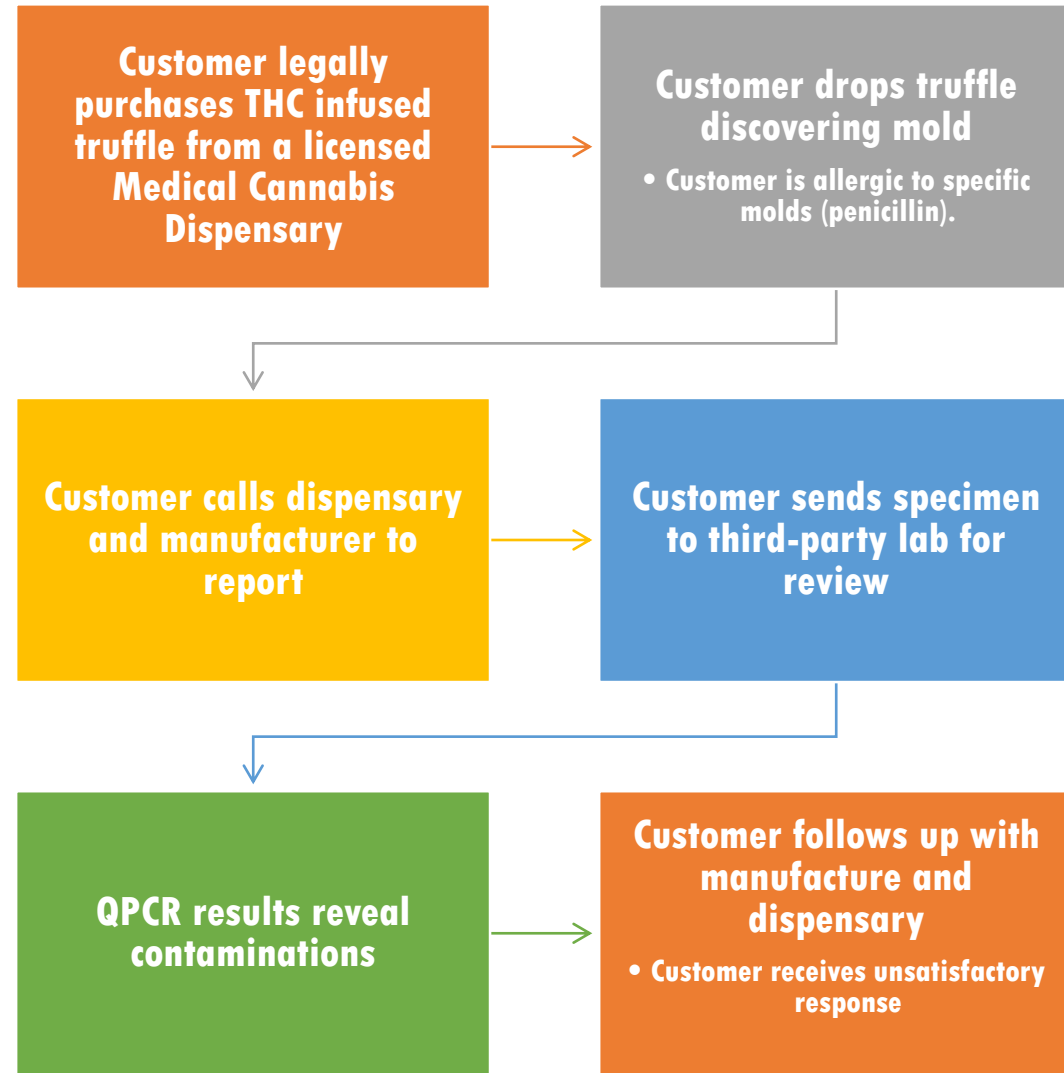 Customer legally
purchases THC infused
truffle from a licensed
Medical Cannabis
Dispensary
Customer drops truffle
discovering mold
• Customer is allergic to specific
molds (penicillin).
Customer calls dispensary
and manufacturer to
report
Customer sends specimen
to third-party lab for
review
QPCR results reveal
contaminations
Customer follows up with
manufacture and
dispensary
• Customer receives unsatisfactory
response